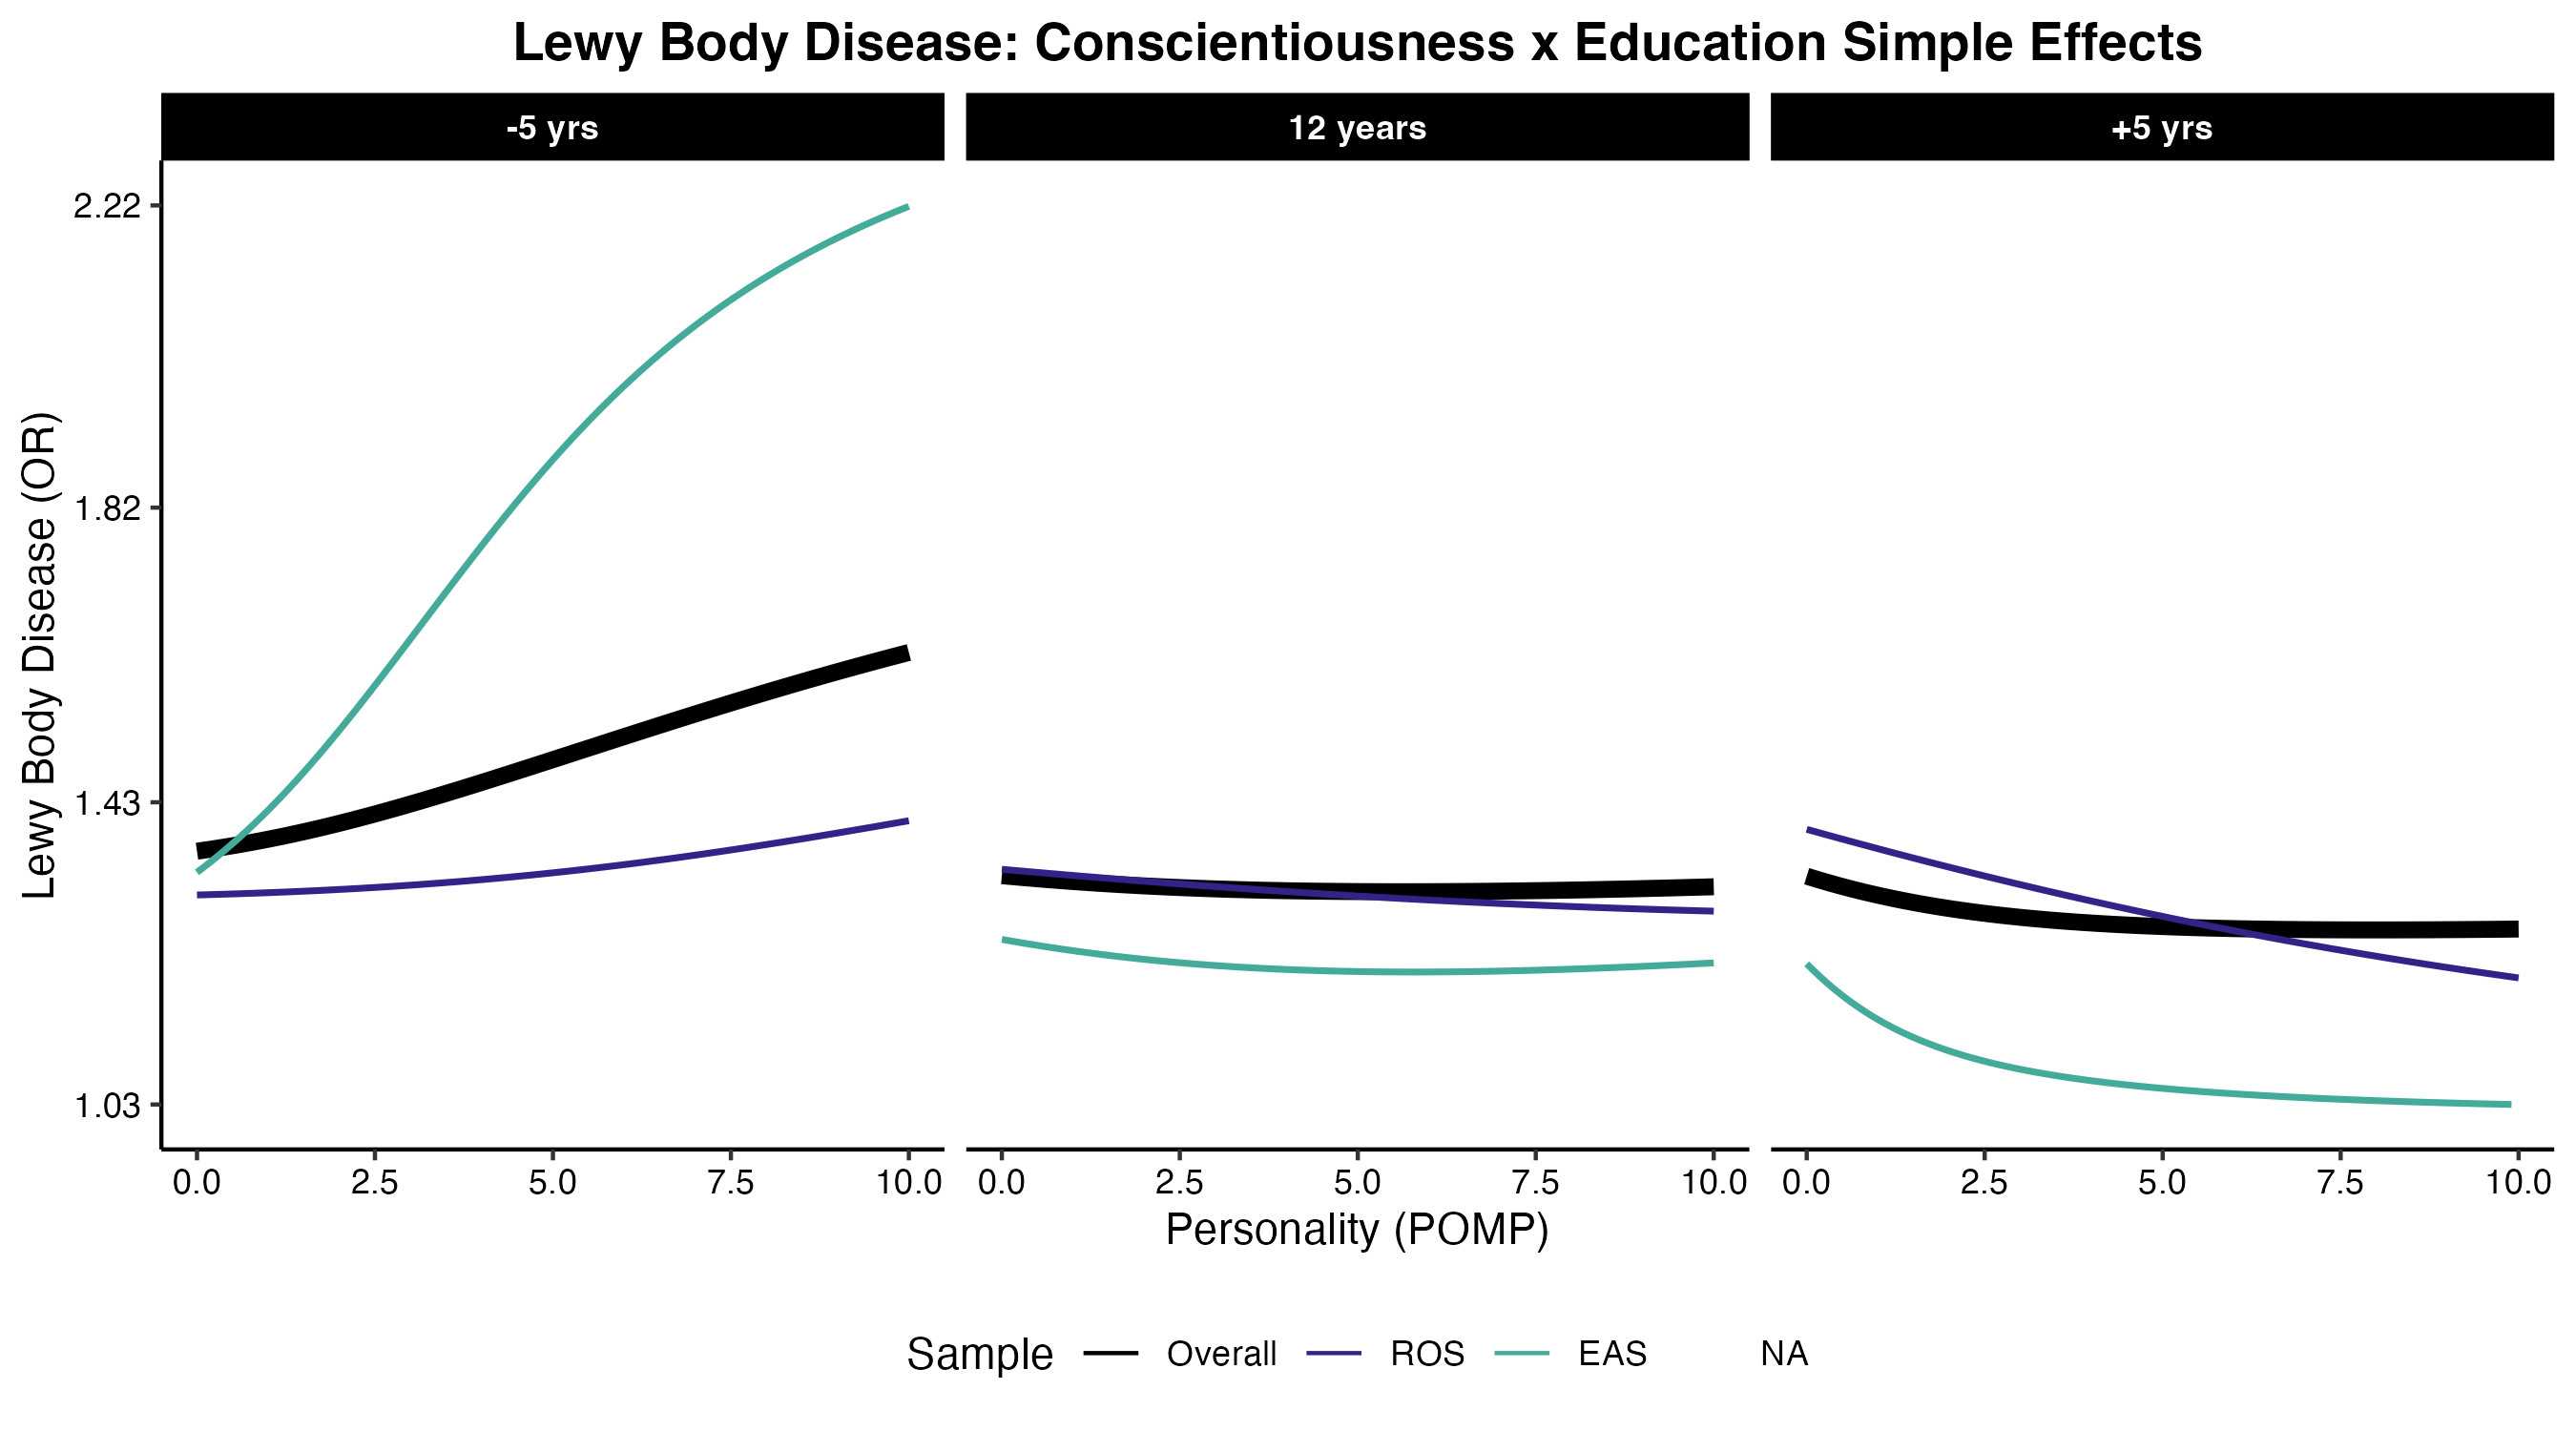 Lewy Body Disease: Conscientiousness x Education Simple Effects
-5 yrs
12 years
+5 yrs
Lewy Body Disease (OR)
2.22
1.82
1.43
1.03
0.0 2.5 5.0 7.5 10.0
0.0 2.5 5.0 7.5 10.0
0.0 2.5 5.0 7.5 10.0
Personality (POMP)
Sample Overall ROS EAS NA